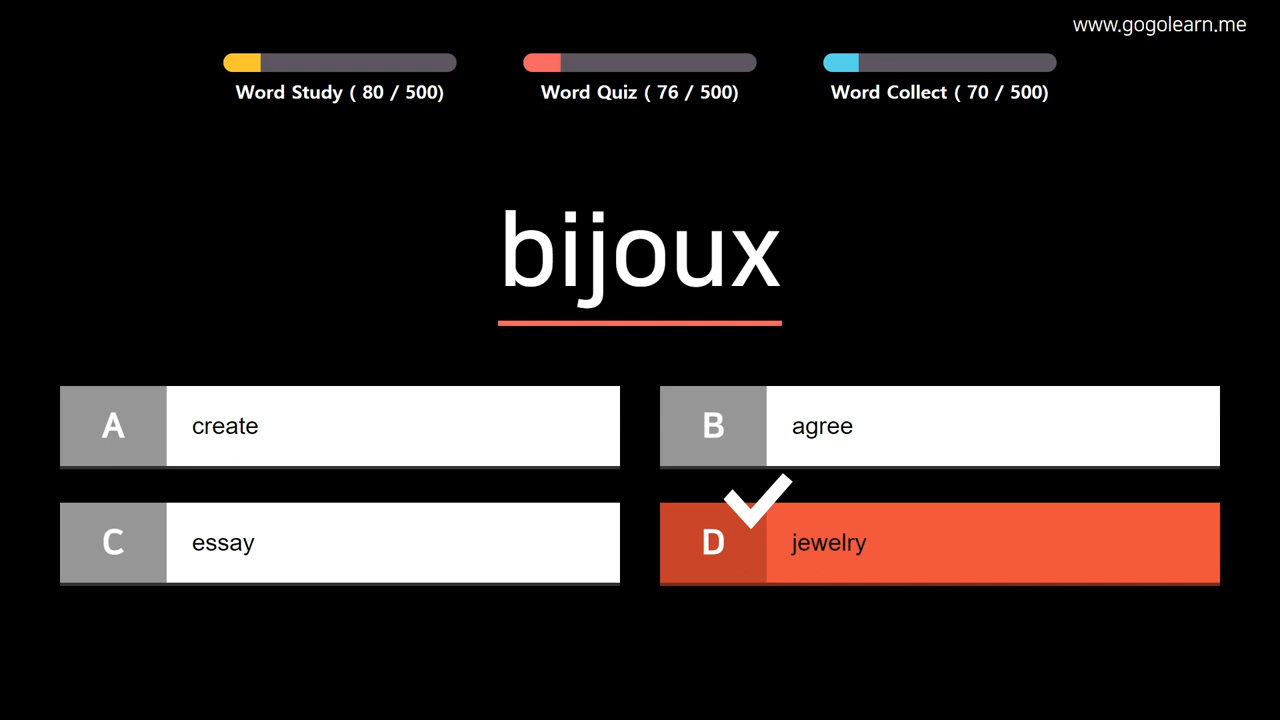 www.gogolearn.me
Word Study ( 80 / 500)
Word Quiz ( 76 / 500)
Word Collect ( 70 / 500)
bijoux
A create
B agree
C essay
D jewelry